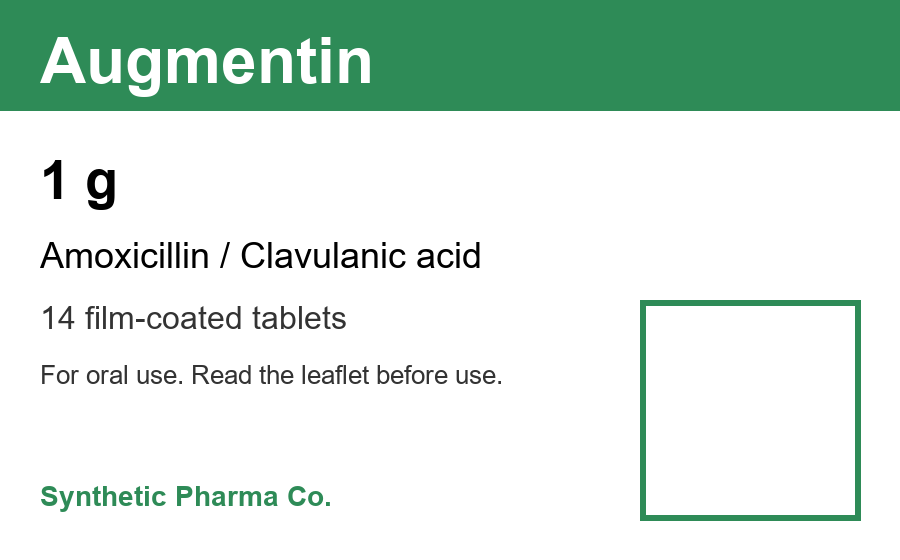 Augmentin
1 g
Amoxicillin / Clavulanic acid
14 film-coated tablets
For oral use. Read the leaflet before use.
Synthetic Pharma Co.